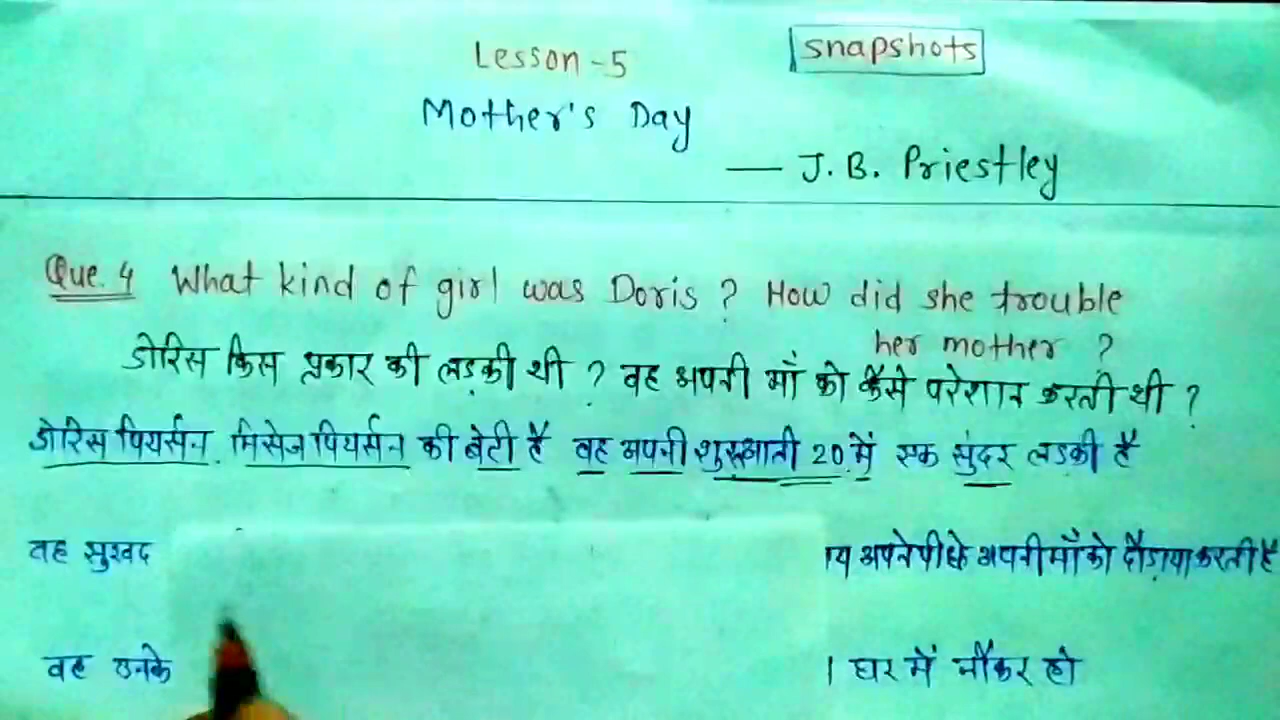 Lesson - 5
snapshots
Mother's Day
— J. B. Priestley
Que. 4 What kind of girl was Doris ? How did she trouble
her mother ?
डोरिस किस प्रकार की लड़की थी ? वह अपनी माँ को कैसे परेशान करती थी ?
डोरिस पियर्सन, मिसेज पियर्सन की बेटी है वह अपनी शुरुआती 20 में एक सुंदर लडकी है
वह सुखद
अपने पीछे अपनी माँ को दौड़ाया करती है
वह उनके
घर में नौकर हो